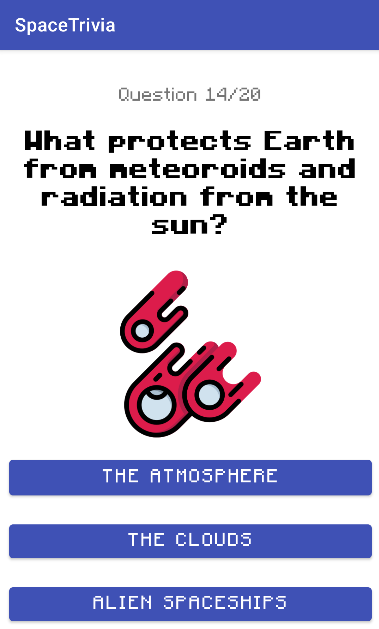 SpaceTrivia
Question 14/20
What protects Earth
from meteoroids and
radiation from the
sun?
THE ATMOSPHERE
THE CLOUDS
ALIEN SPACESHIPS